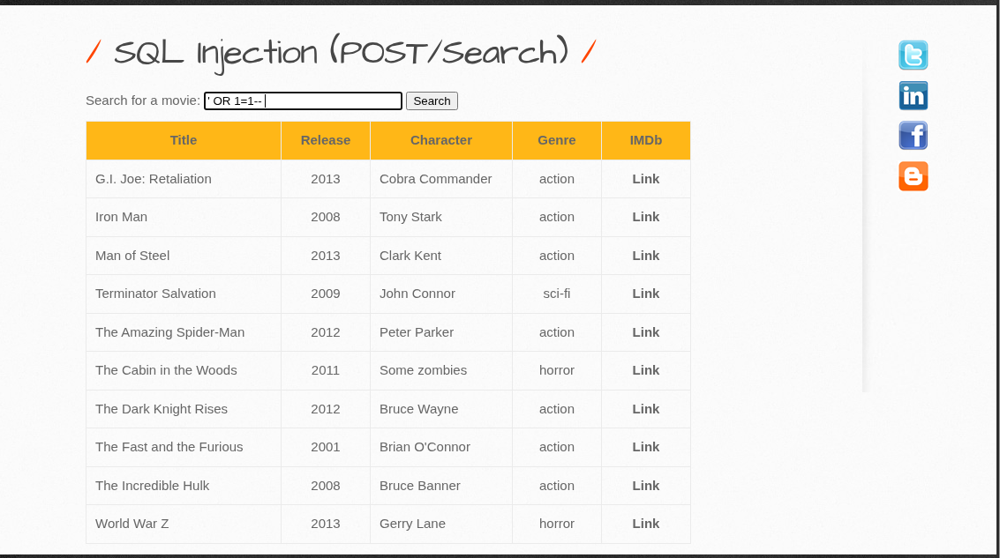 / SQL Injection (POST/Search) /
Search for a movie: ' OR 1=1-- Search
Title Release Character Genre IMDb
G.I. Joe: Retaliation 2013 Cobra Commander action Link
Iron Man 2008 Tony Stark action Link
Man of Steel 2013 Clark Kent action Link
Terminator Salvation 2009 John Connor sci-fi Link
The Amazing Spider-Man 2012 Peter Parker action Link
The Cabin in the Woods 2011 Some zombies horror Link
The Dark Knight Rises 2012 Bruce Wayne action Link
The Fast and the Furious 2001 Brian O'Connor action Link
The Incredible Hulk 2008 Bruce Banner action Link
World War Z 2013 Gerry Lane horror Link